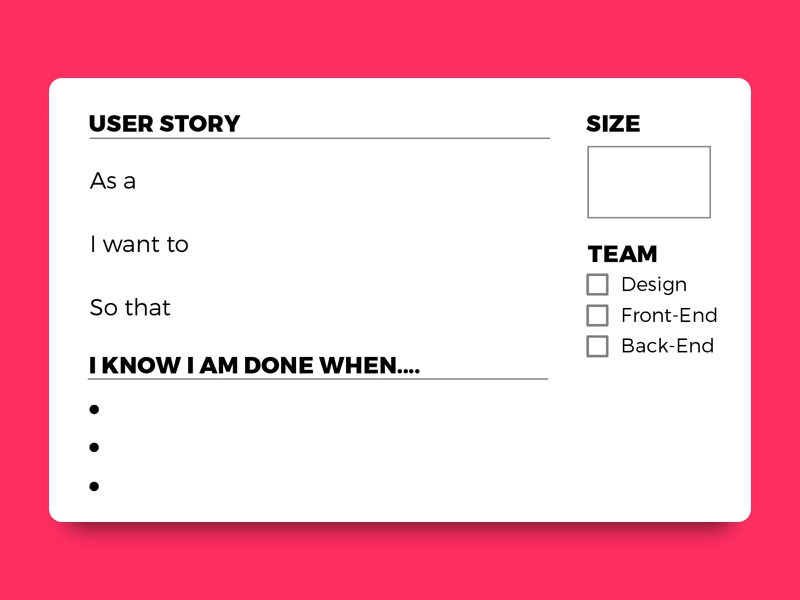 USER STORY
As a
I want to
So that
I KNOW I AM DONE WHEN....
SIZE
TEAM
Design
Front-End
Back-End